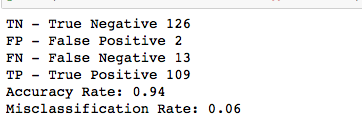 TN - True Negative 126
FP - False Positive 2
FN - False Negative 13
TP - True Positive 109
Accuracy Rate: 0.94
Misclassification Rate: 0.06